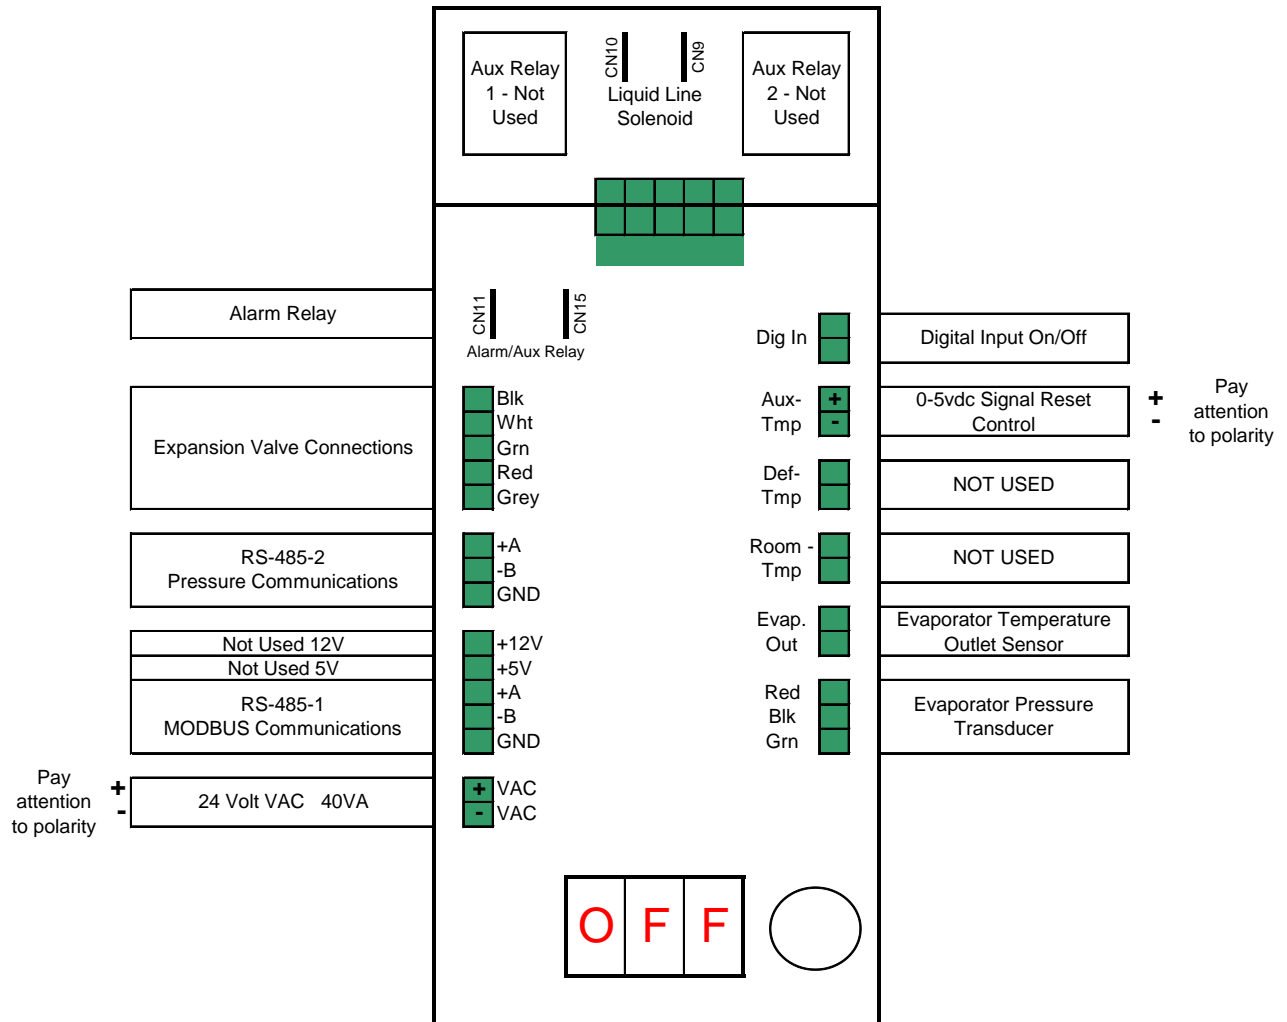 Aux Relay
1 - Not
Used
CN10
CN9
Liquid Line
Solenoid
Aux Relay
2 - Not
Used
Alarm Relay
CN11
CN15
Alarm/Aux Relay
Dig In
Digital Input On/Off
Expansion Valve Connections
Blk
Wht
Grn
Red
Grey
Aux-
Tmp
+
-
0-5vdc Signal Reset
Control
+
-
Pay
attention
to polarity
Def-
Tmp
NOT USED
RS-485-2
Pressure Communications
+A
-B
GND
Room -
Tmp
NOT USED
Not Used 12V
Not Used 5V
RS-485-1
MODBUS Communications
+12V
+5V
+A
-B
GND
Evap.
Out
Evaporator Temperature
Outlet Sensor
Red
Blk
Grn
Evaporator Pressure
Transducer
Pay
attention
to polarity
+
-
24 Volt VAC 40VA
+ VAC
- VAC
OFF